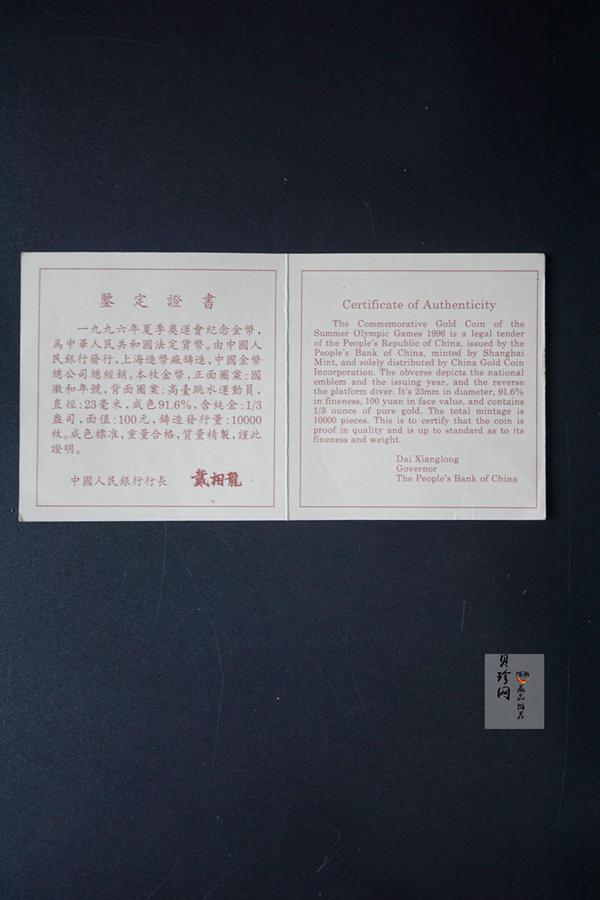 鑒定證書
一九九六年夏季奧運會紀念金幣，
爲中華人民共和國法定貨幣。由中國人
民銀行發行，上海造幣廠鑄造，中國金幣
總公司總經銷。本枚金幣，正面圖案：國
徽和年號，背面圖案：高臺跳水運動員，
直徑：23毫米，成色91.6%，含純金：1/3
盎司，面值：100元，鑄造發行量：10000
枚。成色標准，重量合格，質量精製，謹此
證明。
中國人民銀行行長 戴相龍
Certificate of Authenticity
The Commemorative Gold Coin of the
Summer Olympic Games 1996 is a legal tender
of the People's Republic of China, issued by the
People's Bank of China, minted by Shanghai
Mint, and solely distributed by China Gold Coin
Incorporation. The obverse depicts the national
emblem and the issuing year, and the reverse
the platform diver. It's 23mm in diameter, 91.6%
in fineness, 100 yuan in face value, and contains
1/3 ounce of pure gold. The total mintage is
10000 pieces. This is to certify that the coin is
proof in quality and is up to standard as to its
fineness and weight.
Dai Xianglong
Governor
The People's Bank of China
贝珍网
藏品推荐